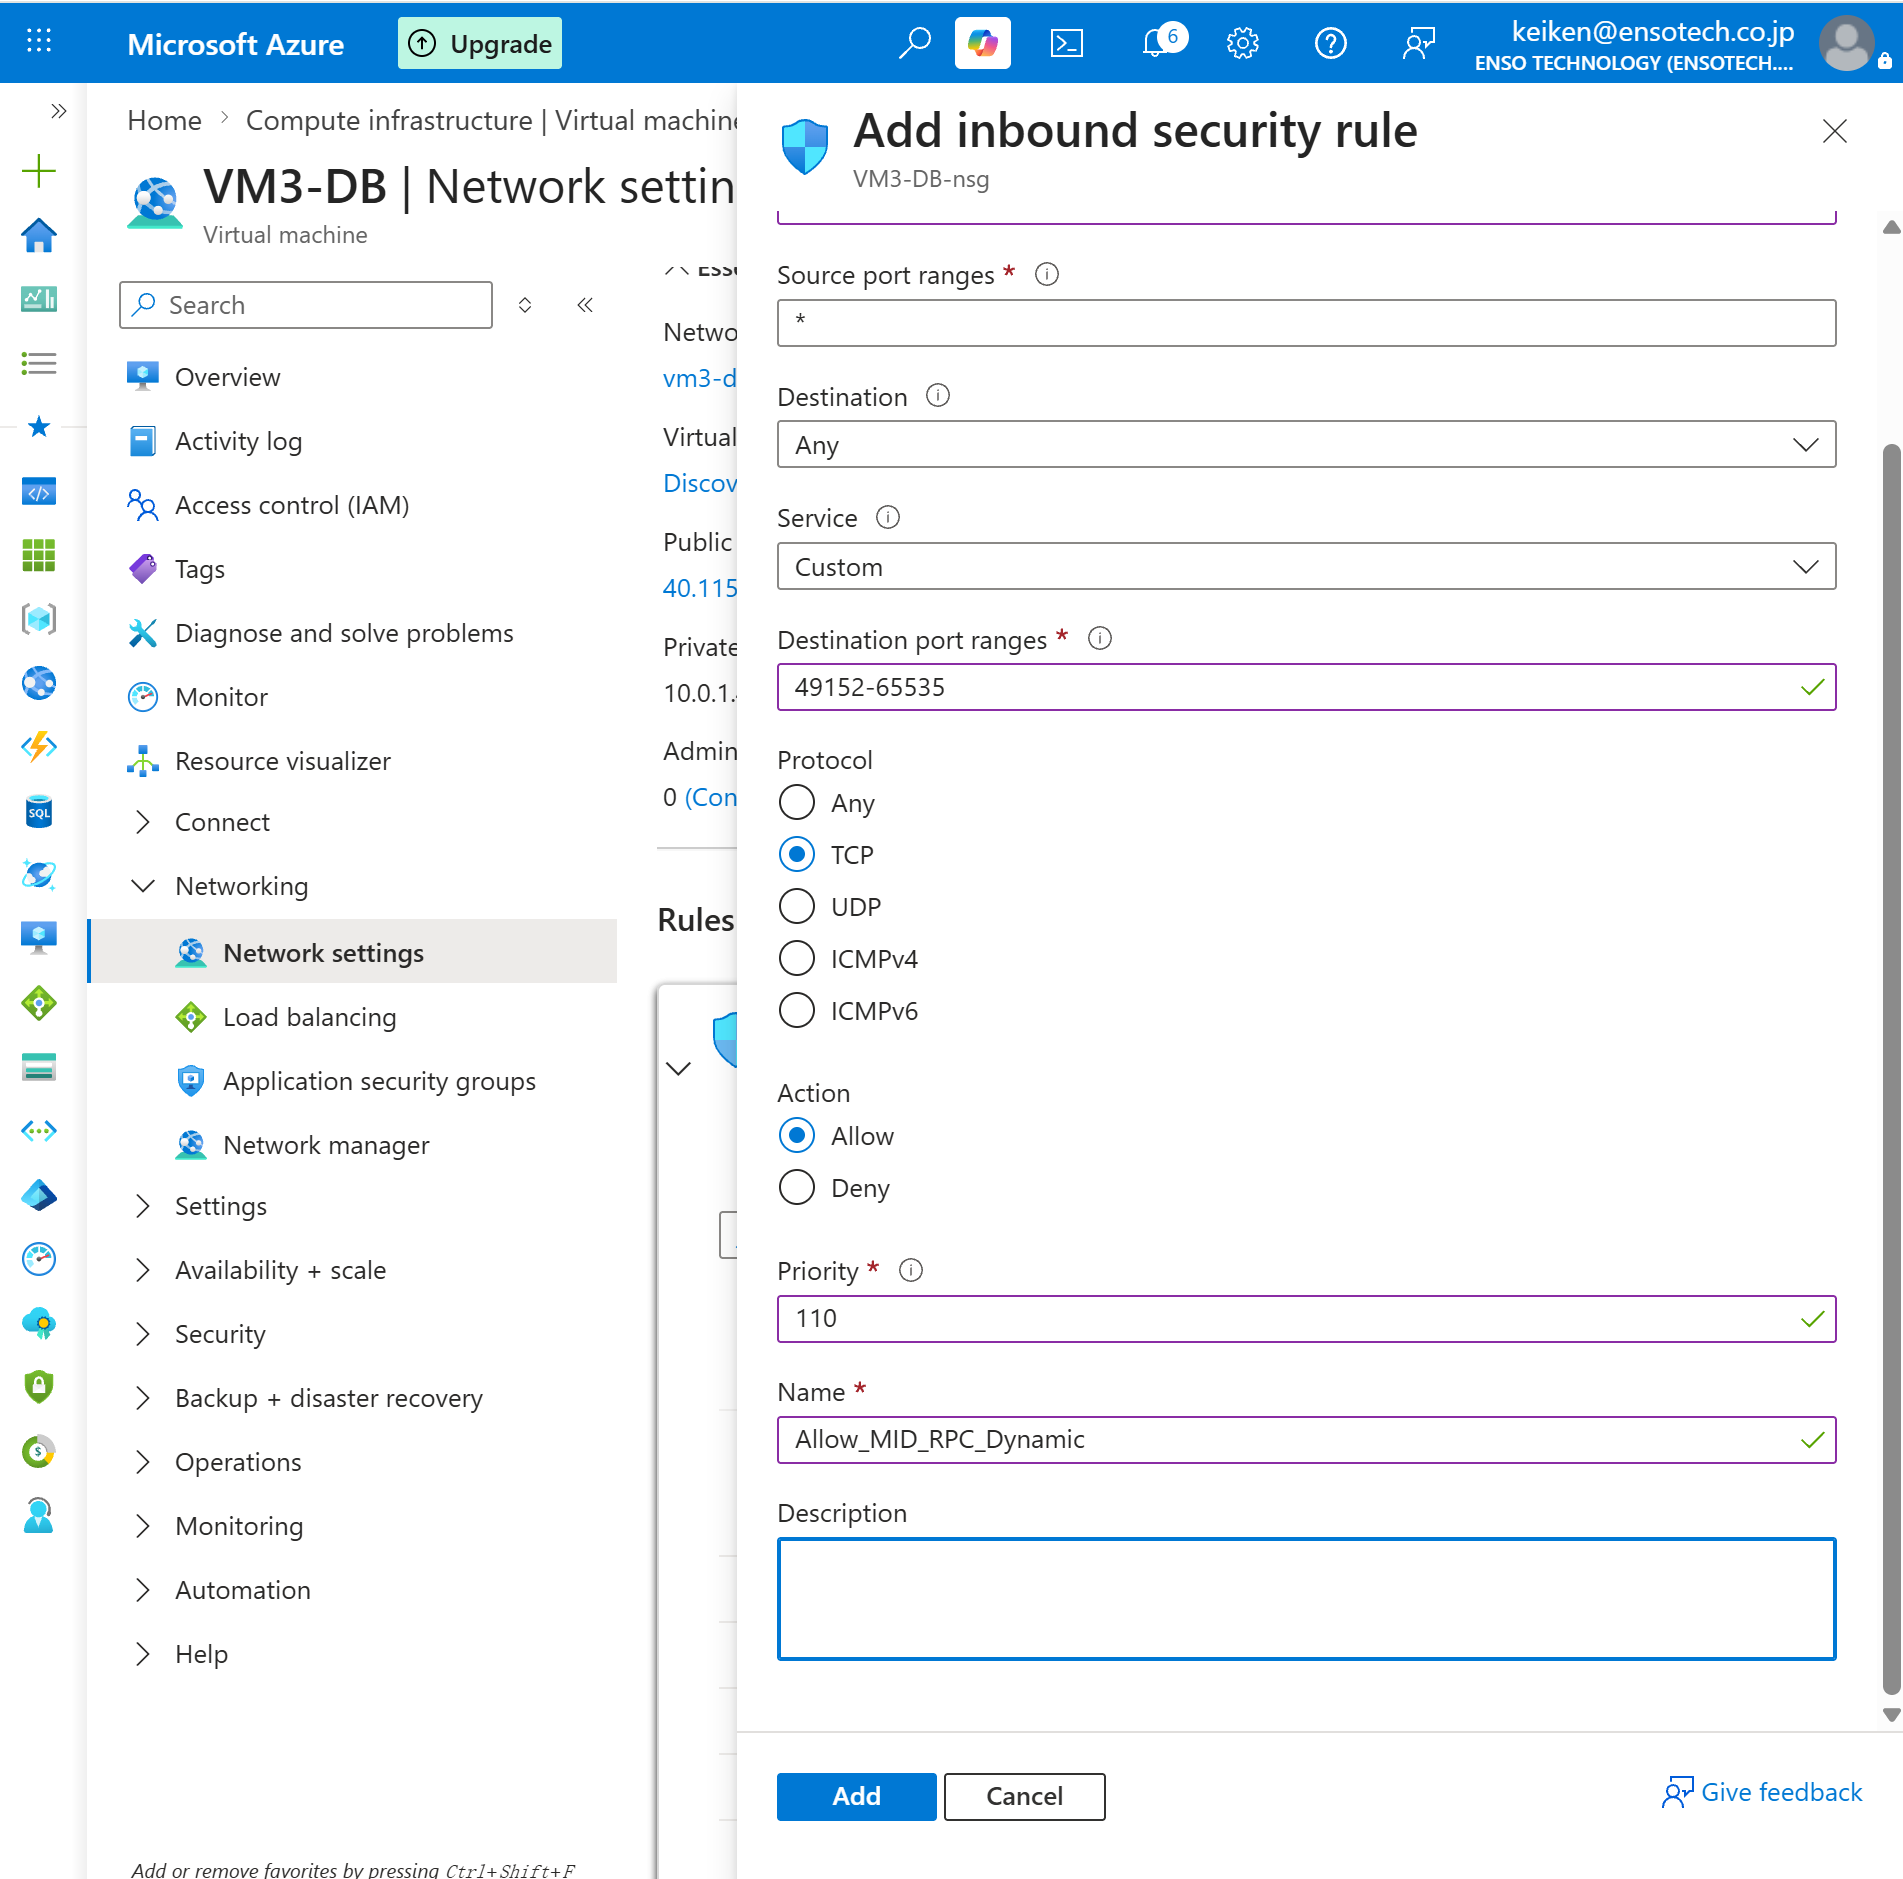 Microsoft Azure
Upgrade
6
keiken@ensotech.co.jp
ENSO TECHNOLOGY (ENSOTECH....
Home > Compute infrastructure | Virtual machine
VM3-DB | Network settin
Virtual machine
Search
Overview
Activity log
Access control (IAM)
Tags
Diagnose and solve problems
Monitor
Resource visualizer
Connect
Networking
Network settings
Load balancing
Application security groups
Network manager
Settings
Availability + scale
Security
Backup + disaster recovery
Operations
Monitoring
Automation
Help
Add or remove favorites by pressing Ctrl+Shift+F
SQL
Netwo
vm3-d
Virtual
Discov
Public
40.115
Private
10.0.1.
Admin
0 (Con
Rules
Add inbound security rule
VM3-DB-nsg
Source port ranges *
*
Destination
Any
Service
Custom
Destination port ranges *
49152-65535
Protocol
Any
TCP
UDP
ICMPv4
ICMPv6
Action
Allow
Deny
Priority *
110
Name *
Allow_MID_RPC_Dynamic
Description
Add
Cancel
Give feedback